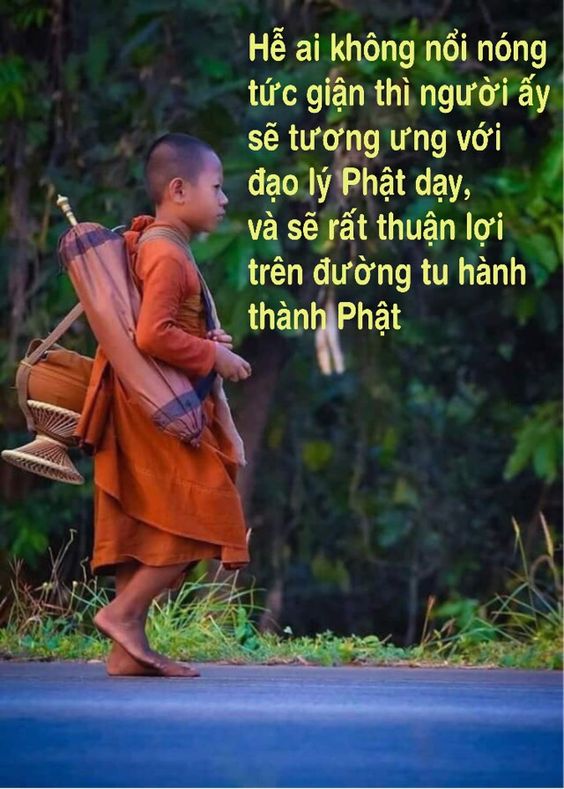 Hễ ai không nổi nóng
tức giận thì người ấy
sẽ tương ưng với
đạo lý Phật dạy,
và sẽ rất thuận lợi
trên đường tu hành
thành Phật